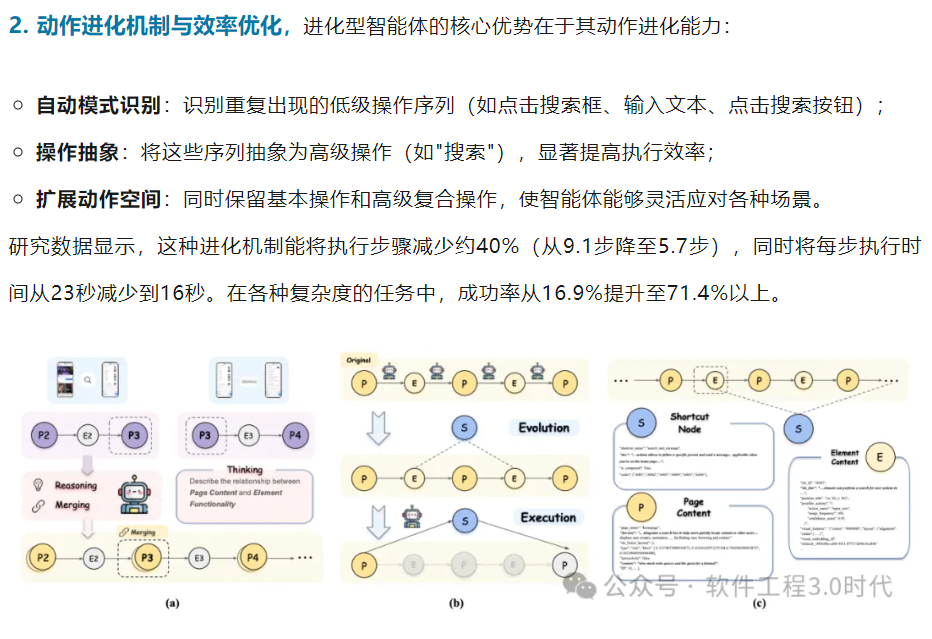 2. 动作进化机制与效率优化，进化型智能体的核心优势在于其动作进化能力：
自动模式识别：识别重复出现的低级操作序列（如点击搜索框、输入文本、点击搜索按钮）；
操作抽象：将这些序列抽象为高级操作（如"搜索"），显著提高执行效率；
扩展动作空间：同时保留基本操作和高级复合操作，使智能体能够灵活应对各种场景。
研究数据显示，这种进化机制能将执行步骤减少约40%（从9.1步降至5.7步），同时将每步执行时
间从23秒减少到16秒。在各种复杂度的任务中，成功率从16.9%提升至71.4%以上。
P2 E2 P3
P3 E3 P4
Reasoning
Merging
Thinking
Describe the relationship between
Page Content and Element
Functionality
Merging
P2 E2 P3 E3 P4 ...
(a)
Original
P E P E P
S
Evolution
P E P E P
S
Execution
P E P E P
(b)
... P E P E P ...
S
Shortcut
Node
S
Element
Content
E
P
Page
Content
(c)
公众号 · 软件工程3.0时代